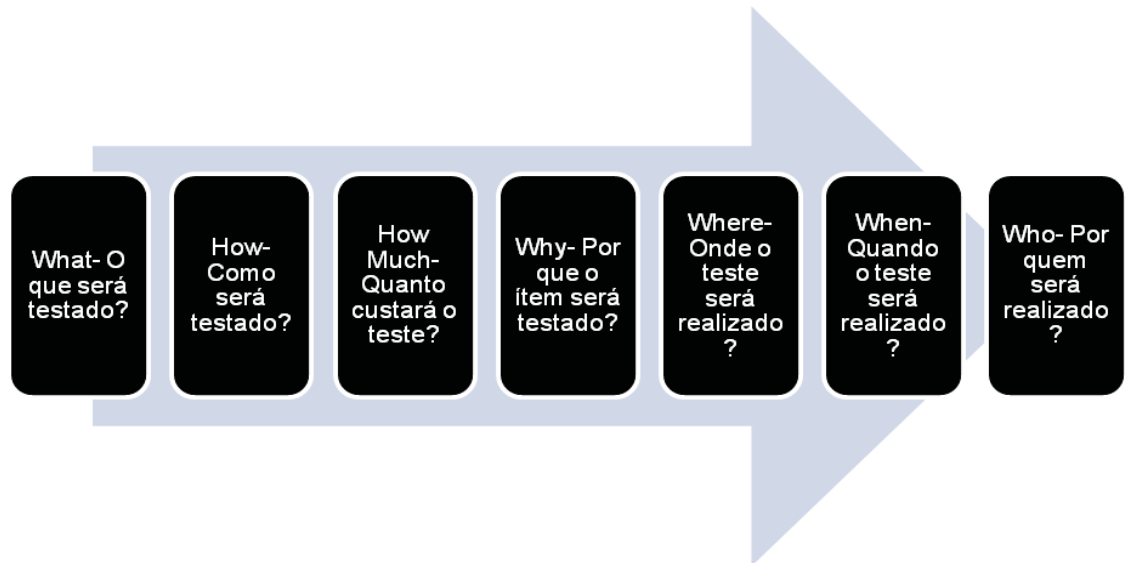 What- O
que será
testado?
How-
Como
será
testado?
How
Much-
Quanto
custará o
teste?
Why- Por
que o
ítem será
testado?
Where-
Onde o
teste
será
realizado
?
When-
Quando
o teste
será
realizado
?
Who- Por
quem
será
realizado
?